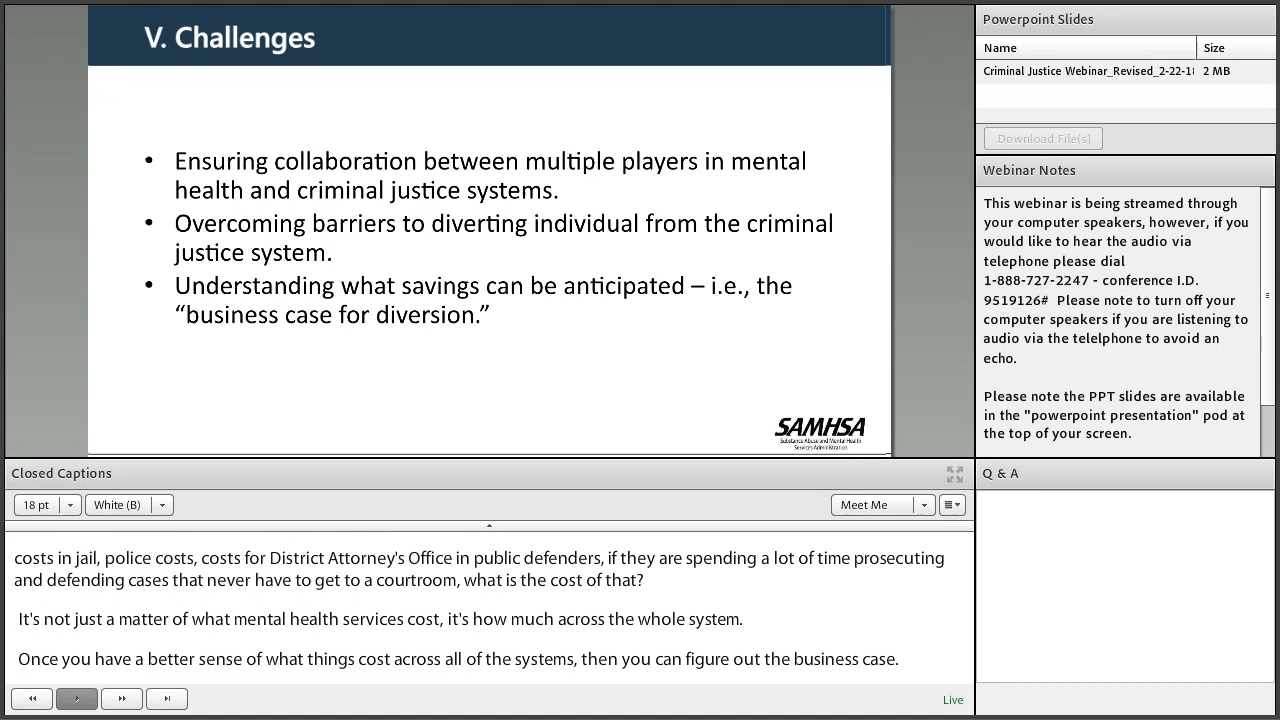 V. Challenges
• Ensuring collaboration between multiple players in mental
health and criminal justice systems.
• Overcoming barriers to diverting individual from the criminal
justice system.
• Understanding what savings can be anticipated – i.e., the
“business case for diversion.”
SAMHSA
Substance Abuse and Mental Health
Services Administration
Powerpoint Slides
Name Size
Criminal Justice Webinar_Revised_2-22-18 2 MB
Download File(s)
Webinar Notes
This webinar is being streamed through
your computer speakers, however, if you
would like to hear the audio via
telephone please dial
1-888-727-2247 - conference I.D.
9519126# Please note to turn off your
computer speakers if you are listening to
audio via the telelphone to avoid an
echo.
Please note the PPT slides are available
in the "powerpoint presentation" pod at
the top of your screen.
Closed Captions
18 pt White (B) Meet Me
costs in jail, police costs, costs for District Attorney's Office in public defenders, if they are spending a lot of time prosecuting
and defending cases that never have to get to a courtroom, what is the cost of that?
It's not just a matter of what mental health services cost, it's how much across the whole system.
Once you have a better sense of what things cost across all of the systems, then you can figure out the business case.
Live
Q & A